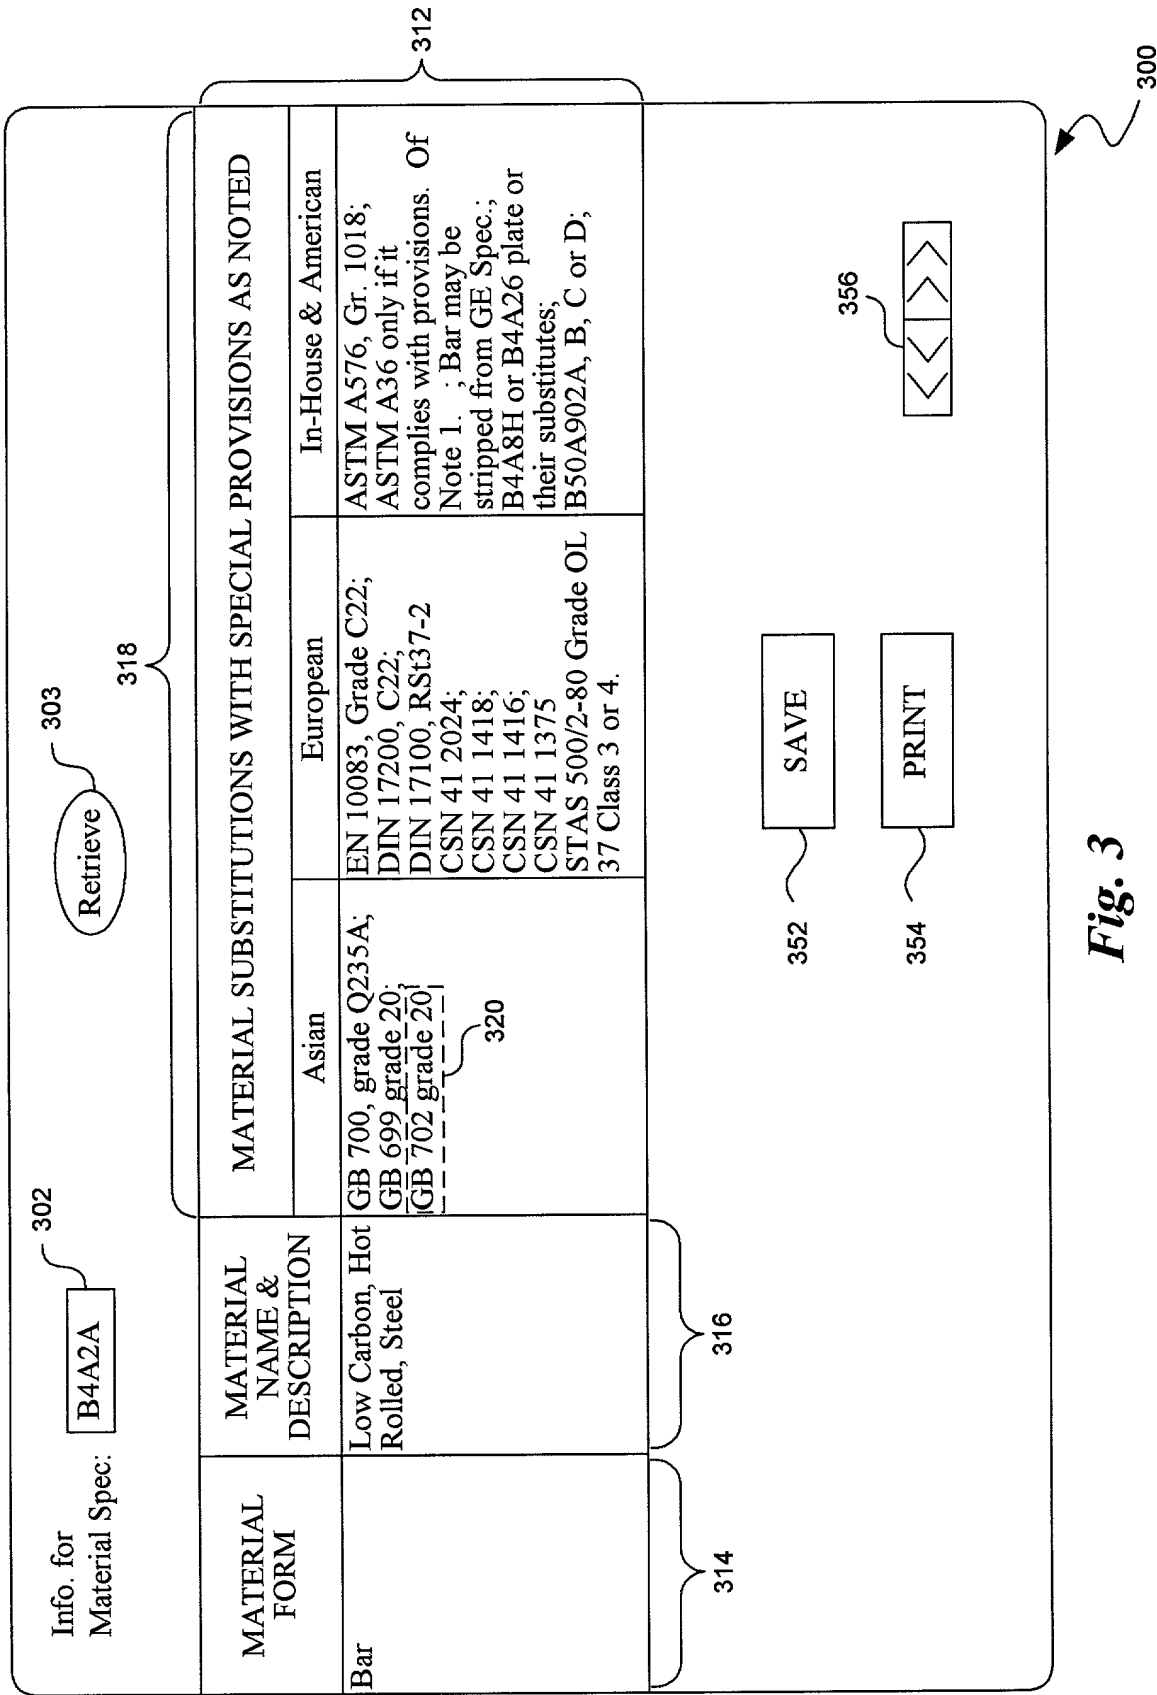 Info. for
Material Spec:
B4A2A
302
Retrieve
303
318
312
MATERIAL
FORM
MATERIAL
NAME &
DESCRIPTION
MATERIAL SUBSTITUTIONS WITH SPECIAL PROVISIONS AS NOTED
Asian
European
In-House & American
Bar
Low Carbon, Hot
Rolled, Steel
GB 700, grade Q235A;
GB 699 grade 20;
GB 702 grade 20;
320
EN 10083, Grade C22;
DIN 17200, C22;
DIN 17100, RSt37-2
CSN 41 2024;
CSN 41 1418;
CSN 41 1416;
CSN 41 1375
STAS 500/2-80 Grade OL
37 Class 3 or 4.
ASTM A576, Gr. 1018;
ASTM A36 only if it
complies with provisions. Of
Note 1. ; Bar may be
stripped from GE Spec.;
B4A8H or B4A26 plate or
their substitutes;
B50A902A, B, C or D;
314
316
352
SAVE
354
PRINT
356
<< >>
300
Fig. 3